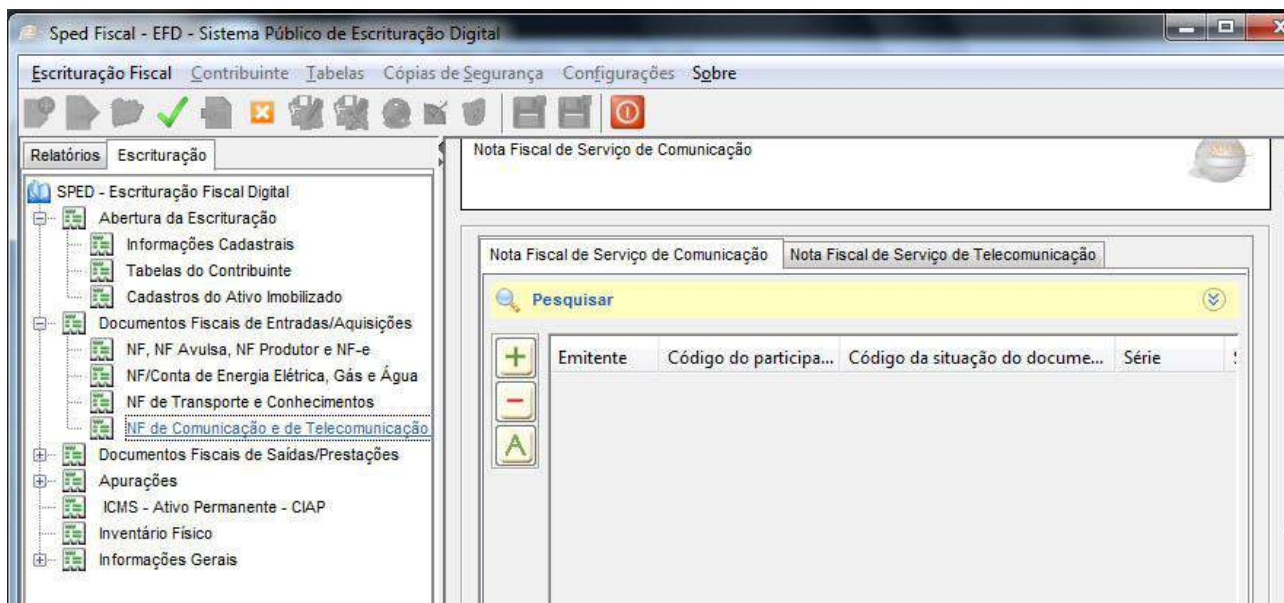 Sped Fiscal - EFD - Sistema Público de Escrituração Digital
Escrituração Fiscal Contribuinte Tabelas Cópias de Segurança Configurações Sobre
Relatórios Escrituração
SPED - Escrituração Fiscal Digital
Abertura da Escrituração
Informações Cadastrais
Tabelas do Contribuinte
Cadastros do Ativo Imobilizado
Documentos Fiscais de Entradas/Aquisições
NF, NF Avulsa, NF Produtor e NF-e
NF/Conta de Energia Elétrica, Gás e Água
NF de Transporte e Conhecimentos
NF de Comunicação e de Telecomunicação
Documentos Fiscais de Saídas/Prestações
Apurações
ICMS - Ativo Permanente - CIAP
Inventário Físico
Informações Gerais
Nota Fiscal de Serviço de Comunicação
Nota Fiscal de Serviço de Comunicação Nota Fiscal de Serviço de Telecomunicação
Pesquisar
Emitente Código do participa... Código da situação do docume... Série